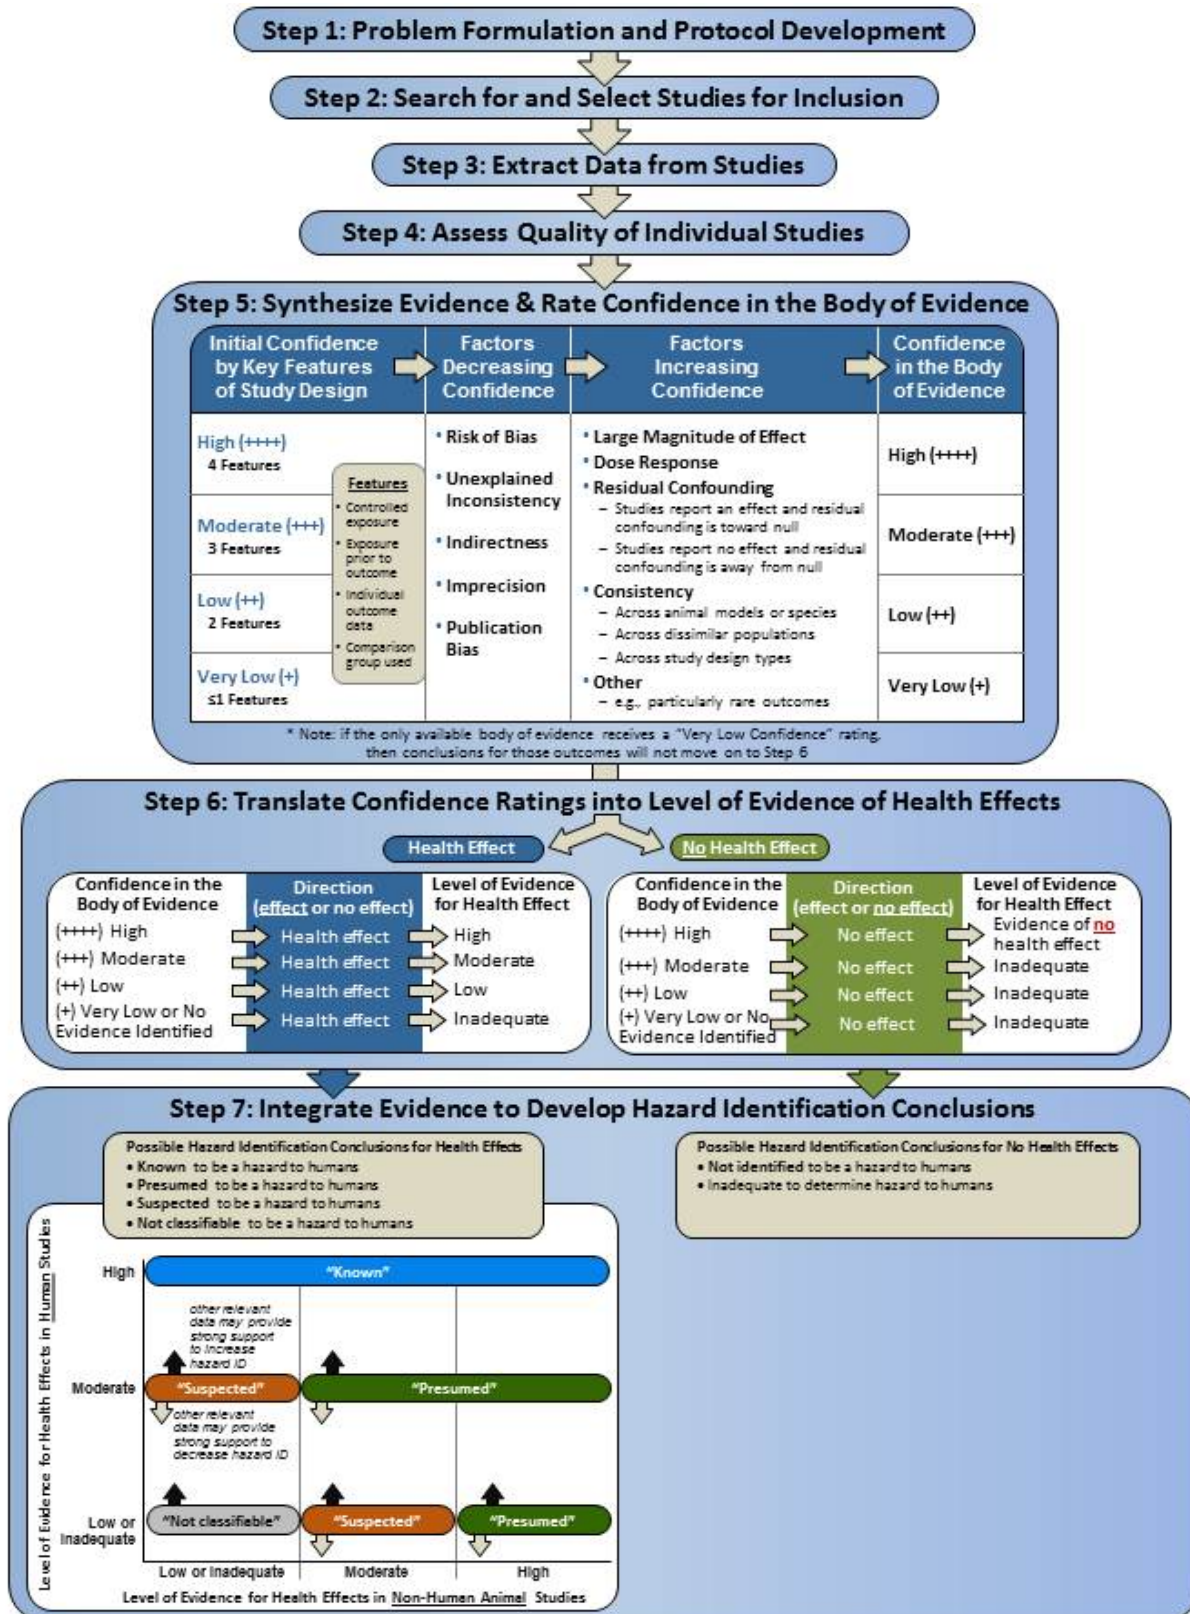 Step 1: Problem Formulation and Protocol Development
Step 2: Search for and Select Studies for Inclusion
Step 3: Extract Data from Studies
Step 4: Assess Quality of Individual Studies
Step 5: Synthesize Evidence & Rate Confidence in the Body of Evidence
Initial Confidence
by Key Features
of Study Design
Factors
Decreasing
Confidence
Factors
Increasing
Confidence
Confidence
in the Body
of Evidence
High (++++)
4 Features
Moderate (+++)
3 Features
Low (++)
2 Features
Very Low (+)
≤1 Features
Features
• Controlled
exposure
• Exposure
prior to
outcome
• Individual
outcome
data
• Comparison
group used
• Risk of Bias
• Unexplained
Inconsistency
• Indirectness
• Imprecision
• Publication
Bias
• Large Magnitude of Effect
• Dose Response
• Residual Confounding
– Studies report an effect and residual
confounding is toward null
– Studies report no effect and residual
confounding is away from null
• Consistency
– Across animal models or species
– Across dissimilar populations
– Across study design types
• Other
– e.g., particularly rare outcomes
High (++++)
Moderate (+++)
Low (++)
Very Low (+)
* Note: if the only available body of evidence receives a "Very Low Confidence" rating,
then conclusions for those outcomes will not move on to Step 6
Step 6: Translate Confidence Ratings into Level of Evidence of Health Effects
Health Effect
No Health Effect
Confidence in the
Body of Evidence
Direction
(effect or no effect)
Level of Evidence
for Health Effect
(++++) High
Health effect
High
(+++) Moderate
Health effect
Moderate
(++) Low
Health effect
Low
(+) Very Low or No
Evidence Identified
Health effect
Inadequate
Confidence in the
Body of Evidence
Direction
(effect or no effect)
Level of Evidence
for Health Effect
(++++) High
No effect
Evidence of no
health effect
(+++) Moderate
No effect
Inadequate
(++) Low
No effect
Inadequate
(+) Very Low or No
Evidence Identified
No effect
Inadequate
Step 7: Integrate Evidence to Develop Hazard Identification Conclusions
Possible Hazard Identification Conclusions for Health Effects
• Known to be a hazard to humans
• Presumed to be a hazard to humans
• Suspected to be a hazard to humans
• Not classifiable to be a hazard to humans
Possible Hazard Identification Conclusions for No Health Effects
• Not identified to be a hazard to humans
• Inadequate to determine hazard to humans
Level of Evidence for Health Effects in Human Studies
High
"Known"
other relevant
data may provide
strong support
to increase
hazard ID
Moderate
"Suspected"
"Presumed"
other relevant
data may provide
strong support to
decrease hazard ID
Low or
Inadequate
"Not classifiable"
"Suspected"
"Presumed"
Low or Inadequate
Moderate
High
Level of Evidence for Health Effects in Non-Human Animal Studies